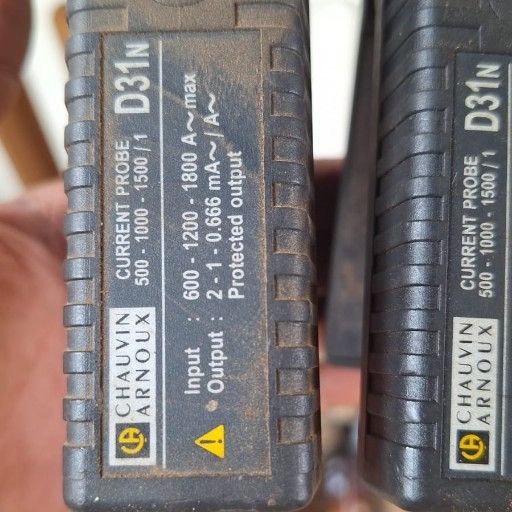 CHAUVIN
ARNOUX
CURRENT PROBE
500 - 1000 - 1500 / 1
D31N
Input : 600 - 1200 - 1800 A~max
Output : 2 - 1 - 0.666 mA~ / A~
Protected output
CHAUVIN
ARNOUX
CURRENT PROBE
500 - 1000 - 1500 / 1
D31N